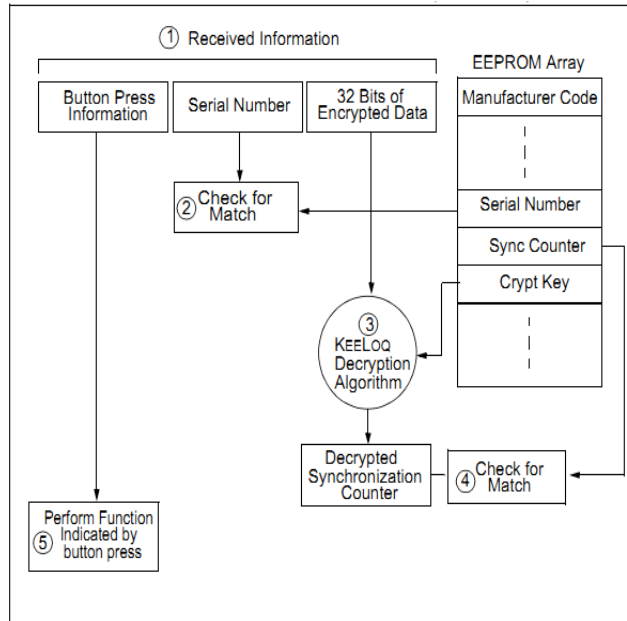 ① Received Information
EEPROM Array
Button Press
Information
Serial Number
32 Bits of
Encrypted Data
Manufacturer Code
② Check for
Match
Serial Number
Sync Counter
Crypt Key
③
KEELOQ
Decryption
Algorithm
Decrypted
Synchronization
Counter
④ Check for
Match
Perform Function
⑤ Indicated by
button press